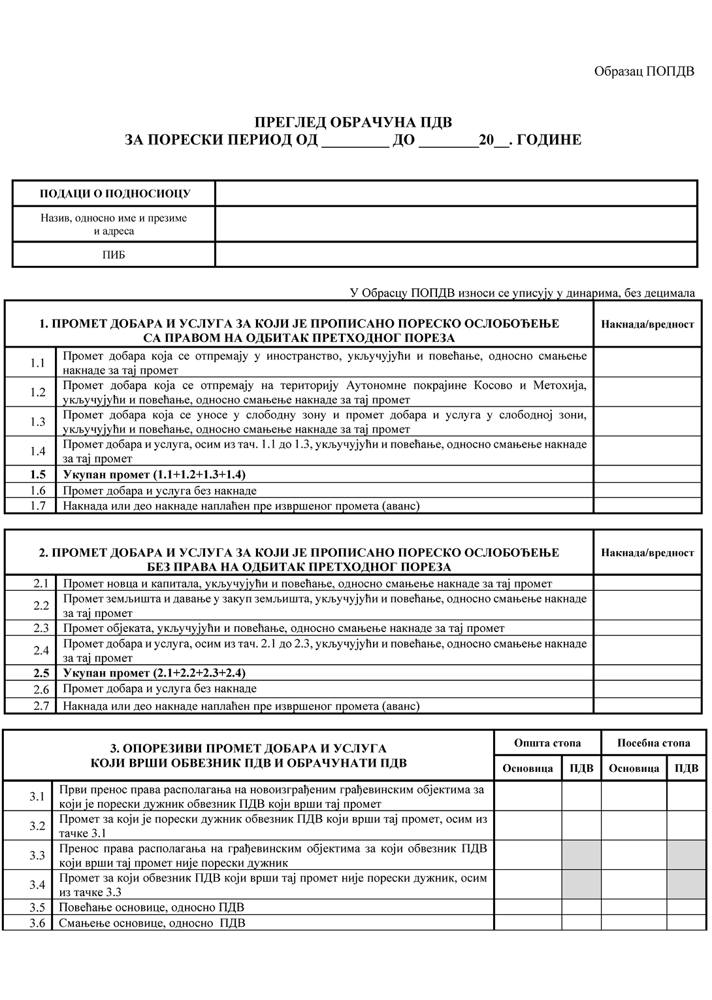 Образац ПОПДВ
ПРЕГЛЕД ОБРАЧУНА ПДВ
ЗА ПОРЕСКИ ПЕРИОД ОД _________ ДО ________20__. ГОДИНЕ
ПОДАЦИ О ПОДНОСИОЦУ
Назив, односно име и презиме
и адреса
ПИБ
У Обрасцу ПОПДВ износи се уписују у динарима, без децимала
1. ПРОМЕТ ДОБАРА И УСЛУГА ЗА КОЈИ ЈЕ ПРОПИСАНО ПОРЕСКО ОСЛОБОЂЕЊЕ
СА ПРАВОМ НА ОДБИТАК ПРЕТХОДНОГ ПОРЕЗА
Накнада/вредност
1.1 Промет добара која се отпремају у иностранство, укључујући и повећање, односно смањење
накнаде за тај промет
1.2 Промет добара која се отпремају на територију Аутономне покрајине Косово и Метохија,
укључујући и повећање, односно смањење накнаде за тај промет
1.3 Промет добара која се уносе у слободну зону и промет добара и услуга у слободној зони,
укључујући и повећање, односно смањење накнаде за тај промет
1.4 Промет добара и услуга, осим из тач. 1.1 до 1.3, укључујући и повећање, односно смањење накнаде
за тај промет
1.5 Укупан промет (1.1+1.2+1.3+1.4)
1.6 Промет добара и услуга без накнаде
1.7 Накнада или део накнаде наплаћен пре извршеног промета (аванс)
2. ПРОМЕТ ДОБАРА И УСЛУГА ЗА КОЈИ ЈЕ ПРОПИСАНО ПОРЕСКО ОСЛОБОЂЕЊЕ
БЕЗ ПРАВА НА ОДБИТАК ПРЕТХОДНОГ ПОРЕЗА
Накнада/вредност
2.1 Промет новца и капитала, укључујући и повећање, односно смањење накнаде за тај промет
2.2 Промет земљишта и давање у закуп земљишта, укључујући и повећање, односно смањење накнаде
за тај промет
2.3 Промет објеката, укључујући и повећање, односно смањење накнаде за тај промет
2.4 Промет добара и услуга, осим из тач. 2.1 до 2.3, укључујући и повећање, односно смањење накнаде
за тај промет
2.5 Укупан промет (2.1+2.2+2.3+2.4)
2.6 Промет добара и услуга без накнаде
2.7 Накнада или део накнаде наплаћен пре извршеног промета (аванс)
3. ОПОРЕЗИВИ ПРОМЕТ ДОБАРА И УСЛУГА
КОЈИ ВРШИ ОБВЕЗНИК ПДВ И ОБРАЧУНАТИ ПДВ
Општа стопа Посебна стопа
Основица ПДВ Основица ПДВ
3.1 Први пренос права располагања на новоизграђеним грађевинским објектима за
који је порески дужник обвезник ПДВ који врши тај промет
3.2 Промет за који је порески дужник обвезник ПДВ који врши тај промет, осим из
тачке 3.1
3.3 Пренос права располагања на грађевинским објектима за који обвезник ПДВ
који врши тај промет није порески дужник
3.4 Промет за који обвезник ПДВ који врши тај промет није порески дужник, осим
из тачке 3.3
3.5 Повећање основице, односно ПДВ
3.6 Смањење основице, односно ПДВ